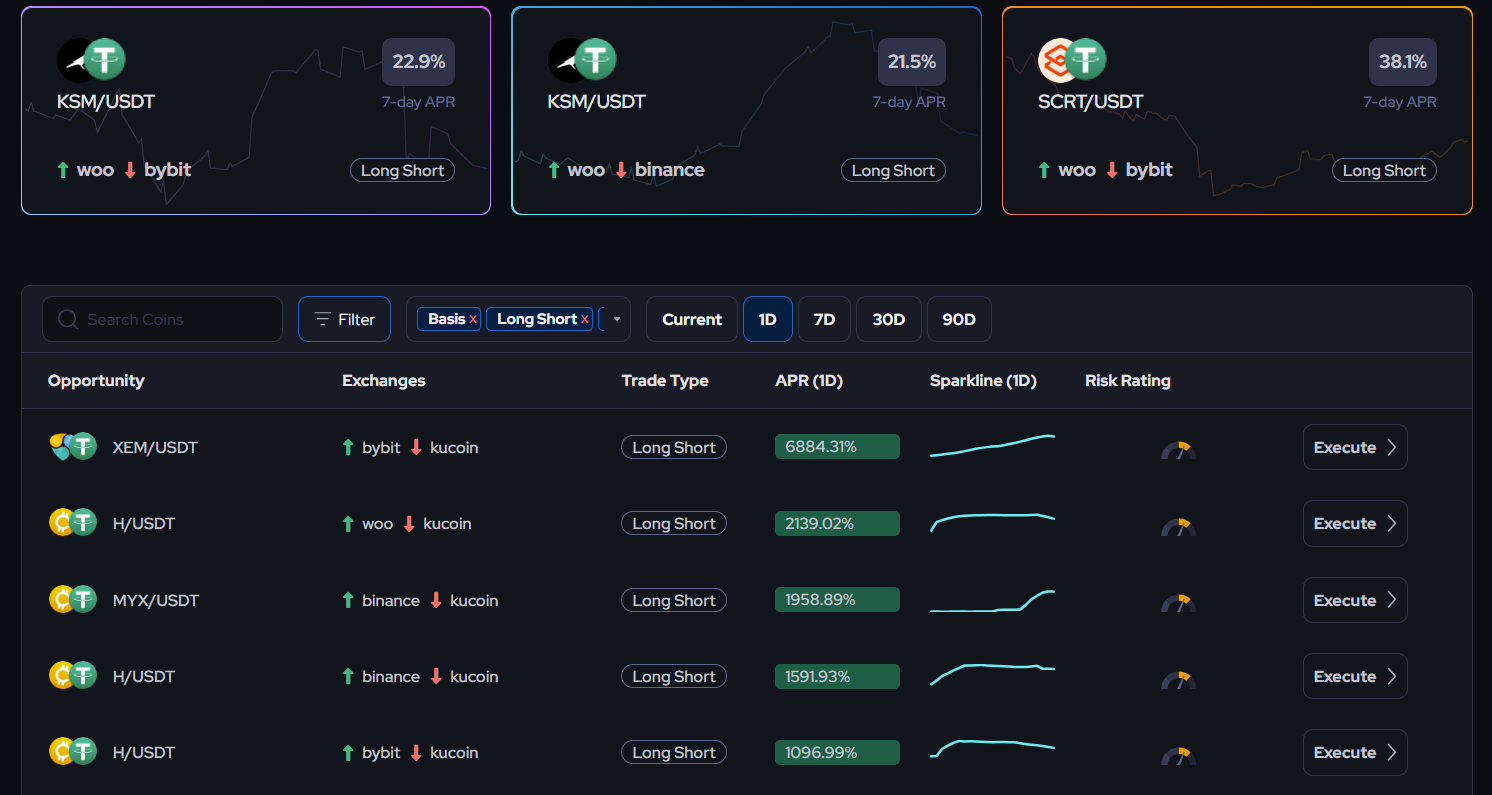 22.9%
KSM/USDT 7-day APR
woo bybit Long Short
21.5%
KSM/USDT 7-day APR
woo binance Long Short
38.1%
SCRT/USDT 7-day APR
woo bybit Long Short
Search Coins Filter Basis x Long Short x Current 1D 7D 30D 90D
Opportunity Exchanges Trade Type APR (1D) Sparkline (1D) Risk Rating
XEM/USDT bybit kucoin Long Short 6884.31% Execute
H/USDT woo kucoin Long Short 2139.02% Execute
MYX/USDT binance kucoin Long Short 1958.89% Execute
H/USDT binance kucoin Long Short 1591.93% Execute
H/USDT bybit kucoin Long Short 1096.99% Execute